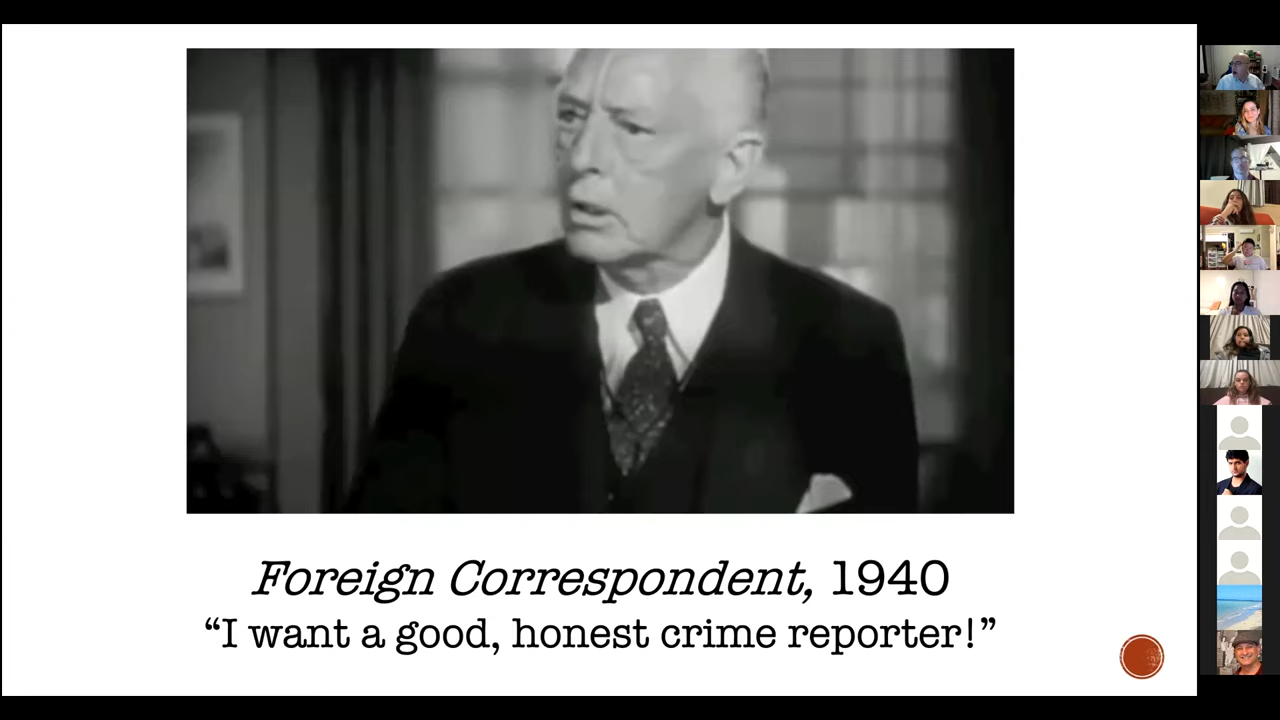 Foreign Correspondent, 1940
“I want a good, honest crime reporter!”